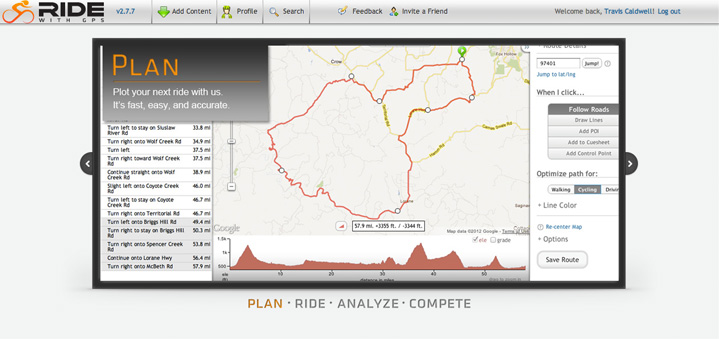 RIDE
WITH GPS
v2.7.7
Add Content
Profile
Search
Feedback
Invite a Friend
Welcome back, Travis Caldwell! Log out
PLAN
Plot your next ride with us.
It's fast, easy, and accurate.
Turn left to stay on Siuslaw River Rd 33.8 mi
Turn right onto Wolf Creek Rd 34.9 mi
Turn left 37.5 mi
Turn right toward Wolf Creek Rd 37.5 mi
Continue straight onto Wolf Creek Rd 38.9 mi
Slight left onto Coyote Creek Rd 46.0 mi
Turn left to stay on Coyote Creek Rd 46.7 mi
Turn right onto Territorial Rd 46.7 mi
Turn left onto Briggs Hill Rd 49.4 mi
Turn right to stay on Briggs Hill Rd 50.3 mi
Turn right onto Spencer Creek Rd 53.8 mi
Continue onto Lorane Hwy 56.4 mi
Turn right onto McBeth Rd 57.9 mi
Crow
Lorane
Google
57.9 mi. +3355 ft. / -3344 ft.
Map data ©2012 Google - Terms of Use
1.5k
1k
500
ele
grade
10
20
30
40
50
distance in miles
Route Details
97401
Jump!
Jump to lat/lng
When I click...
Follow Roads
Draw Lines
Add POI
Add to Cuesheet
Add Control Point
Optimize path for:
Walking
Cycling
+ Line Color
Re-center Map
+ Options
Save Route
PLAN · RIDE · ANALYZE · COMPETE